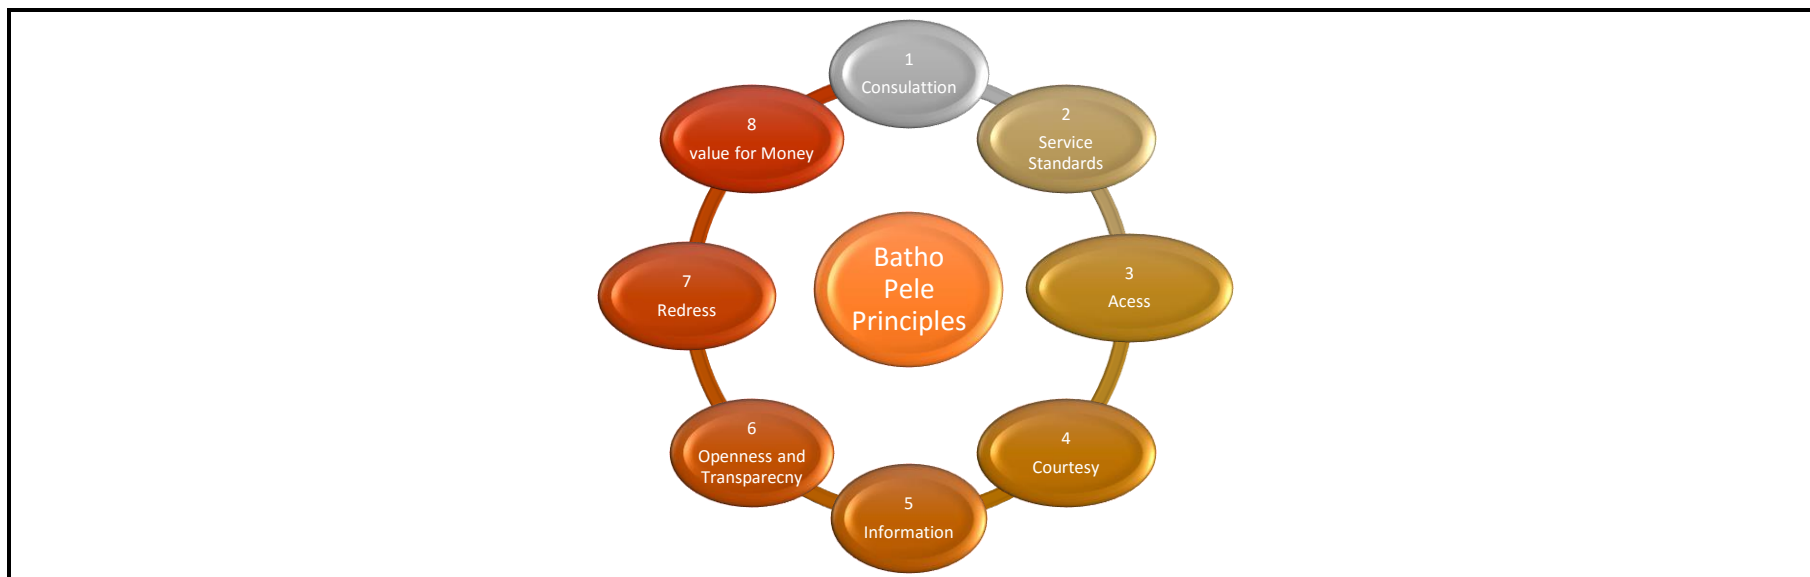 1
Consulattion
2
Service
Standards
3
Acess
4
Courtesy
5
Information
6
Openness and
Transparecny
7
Redress
8
value for Money
Batho
Pele
Principles